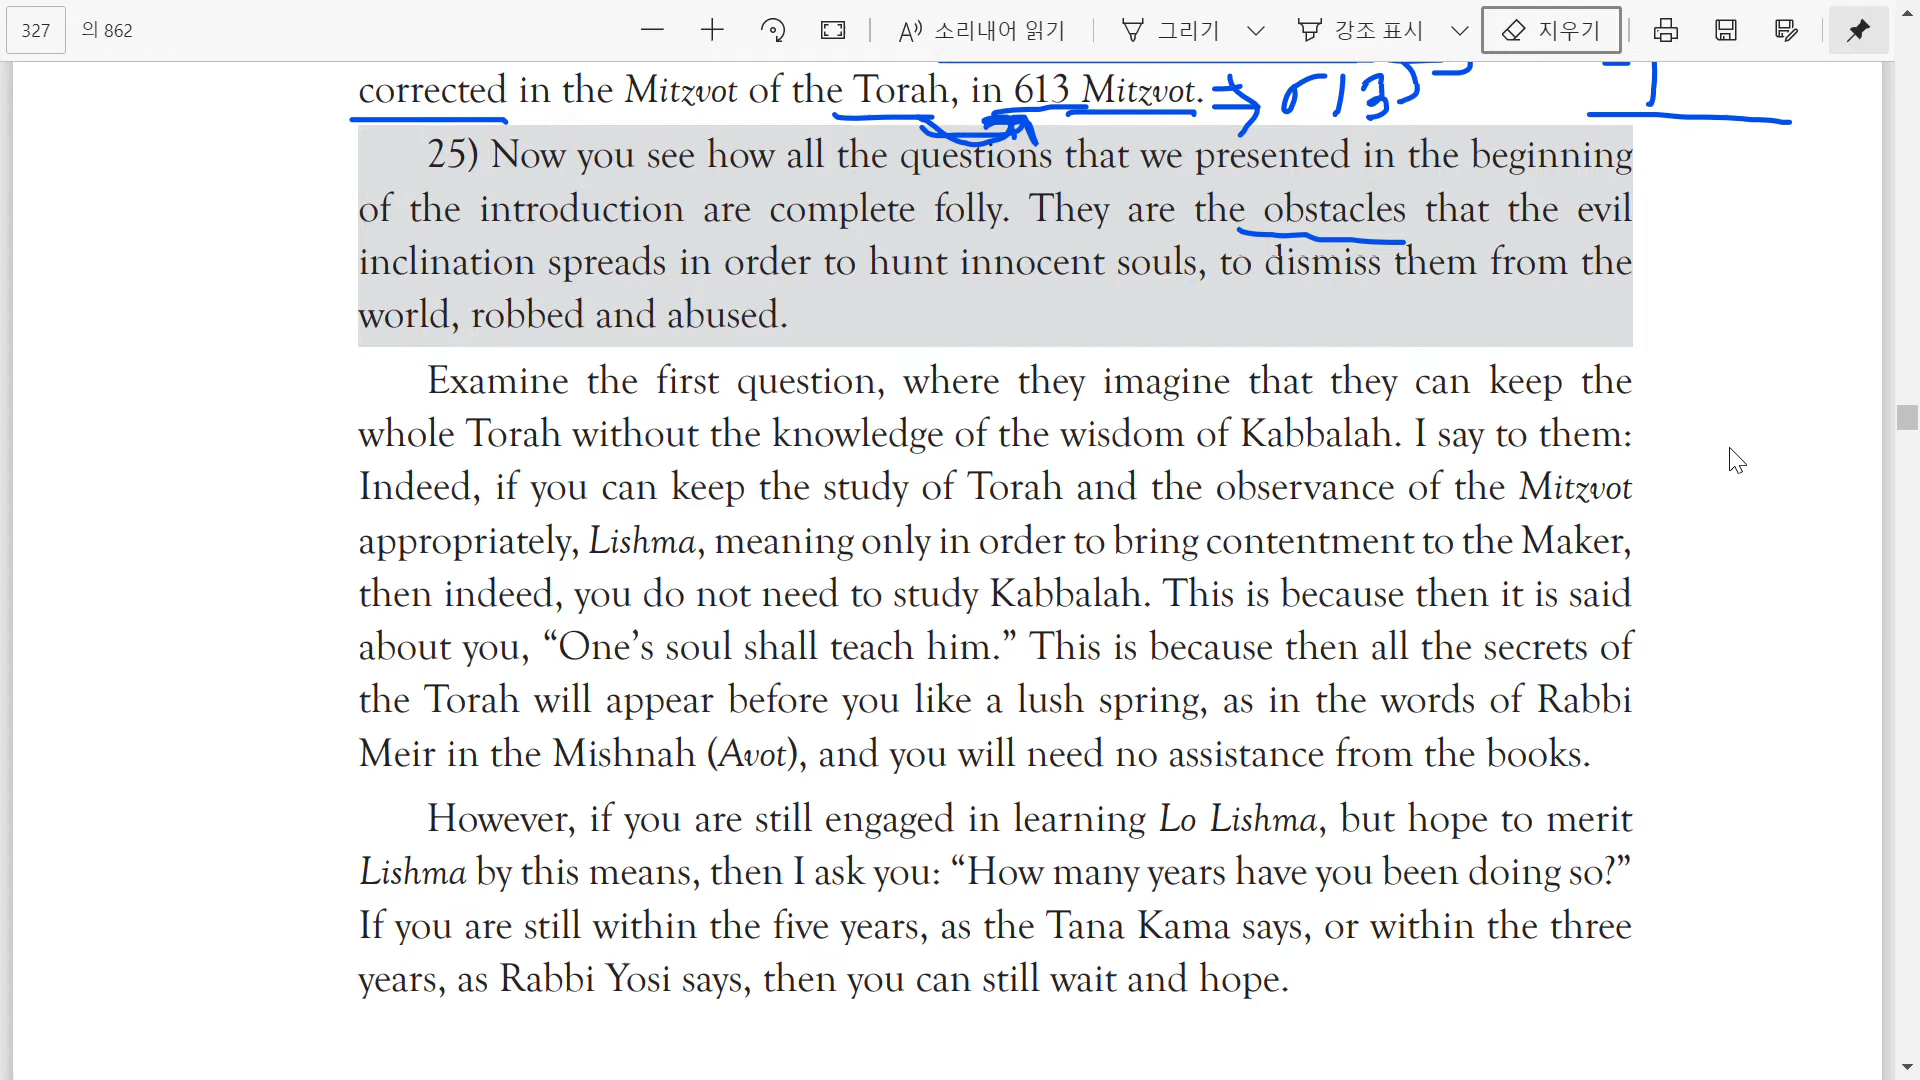 327 의 862 소리내어 읽기 그리기 강조 표시 지우기
corrected in the Mitzvot of the Torah, in 613 Mitzvot. → 613
25) Now you see how all the questions that we presented in the beginning
of the introduction are complete folly. They are the obstacles that the evil
inclination spreads in order to hunt innocent souls, to dismiss them from the
world, robbed and abused.
Examine the first question, where they imagine that they can keep the
whole Torah without the knowledge of the wisdom of Kabbalah. I say to them:
Indeed, if you can keep the study of Torah and the observance of the Mitzvot
appropriately, Lishma, meaning only in order to bring contentment to the Maker,
then indeed, you do not need to study Kabbalah. This is because then it is said
about you, “One’s soul shall teach him.” This is because then all the secrets of
the Torah will appear before you like a lush spring, as in the words of Rabbi
Meir in the Mishnah (Avot), and you will need no assistance from the books.
However, if you are still engaged in learning Lo Lishma, but hope to merit
Lishma by this means, then I ask you: “How many years have you been doing so?”
If you are still within the five years, as the Tana Kama says, or within the three
years, as Rabbi Yosi says, then you can still wait and hope.